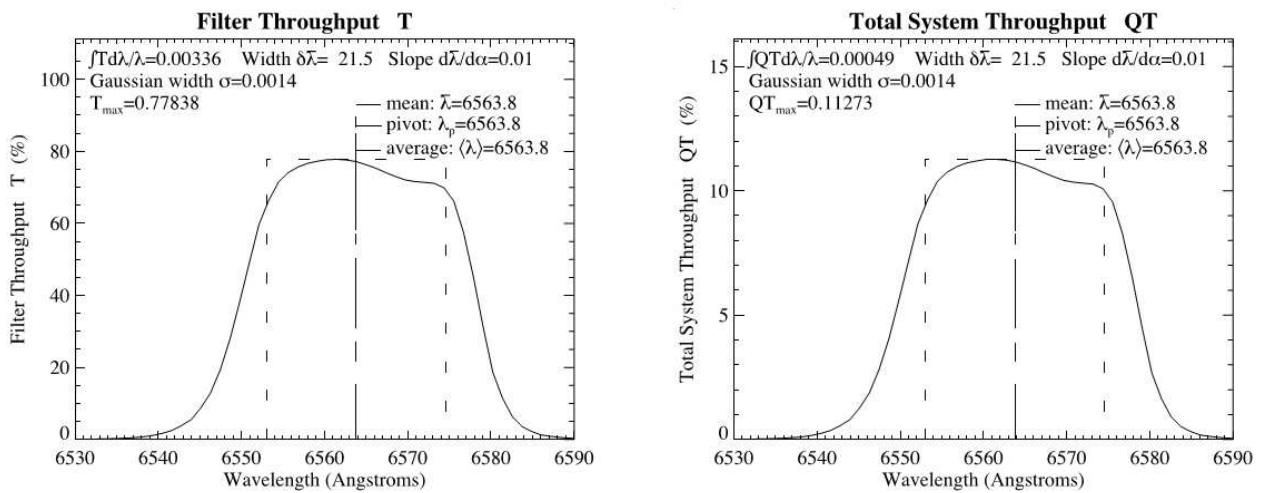 Filter Throughput T
∫Tdλ/λ=0.00336 Width δλ̄= 21.5 Slope dλ̄/dα=0.01
Gaussian width σ=0.0014
T_max=0.77838
mean: λ̄=6563.8
pivot: λ_p=6563.8
average: ⟨λ⟩=6563.8
Filter Throughput T (%)
100
80
60
40
20
0
6530 6540 6550 6560 6570 6580 6590
Wavelength (Angstroms)
Total System Throughput QT
∫QTdλ/λ=0.00049 Width δλ̄= 21.5 Slope dλ̄/dα=0.01
Gaussian width σ=0.0014
QT_max=0.11273
mean: λ̄=6563.8
pivot: λ_p=6563.8
average: ⟨λ⟩=6563.8
Total System Throughput QT (%)
15
10
5
0
6530 6540 6550 6560 6570 6580 6590
Wavelength (Angstroms)